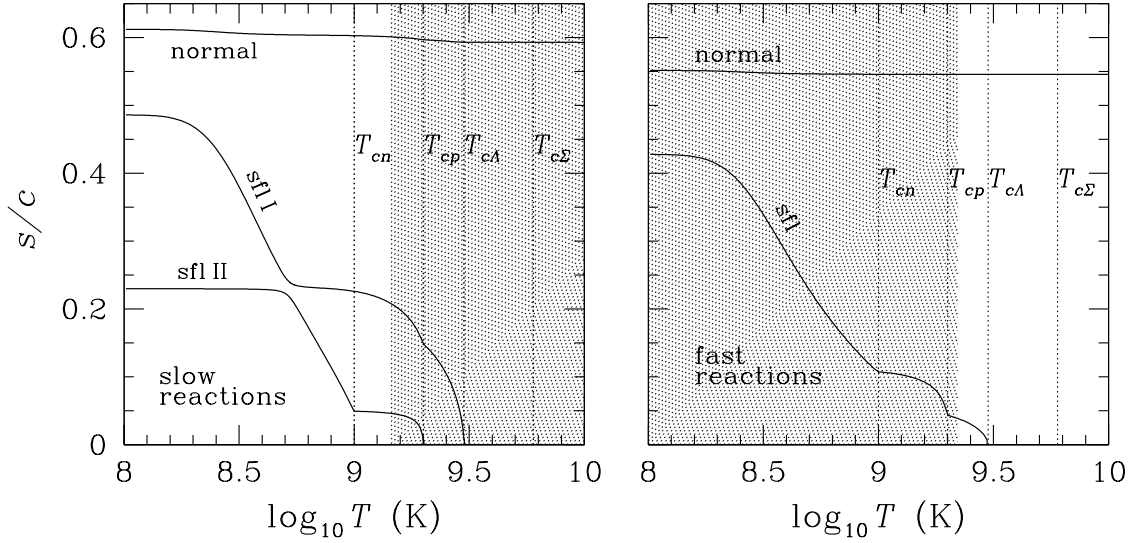 s/c
0.6
0.4
0.2
0
normal
sfl I
sfl II
T_cn
T_cp
T_cΛ
T_cΣ
slow
reactions
8
8.5
9
9.5
10
log₁₀ T (K)
normal
sfl
T_cn
T_cp
T_cΛ
T_cΣ
fast
reactions
8
8.5
9
9.5
10
log₁₀ T (K)